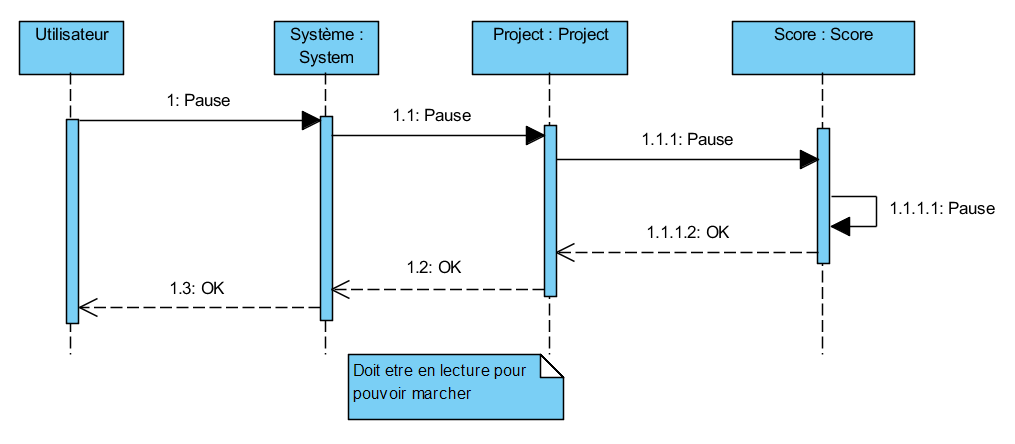 Utilisateur
Système :
System
Project : Project
Score : Score
1: Pause
1.1: Pause
1.1.1: Pause
1.1.1.1: Pause
1.1.1.2: OK
1.2: OK
1.3: OK
Doit etre en lecture pour
pouvoir marcher